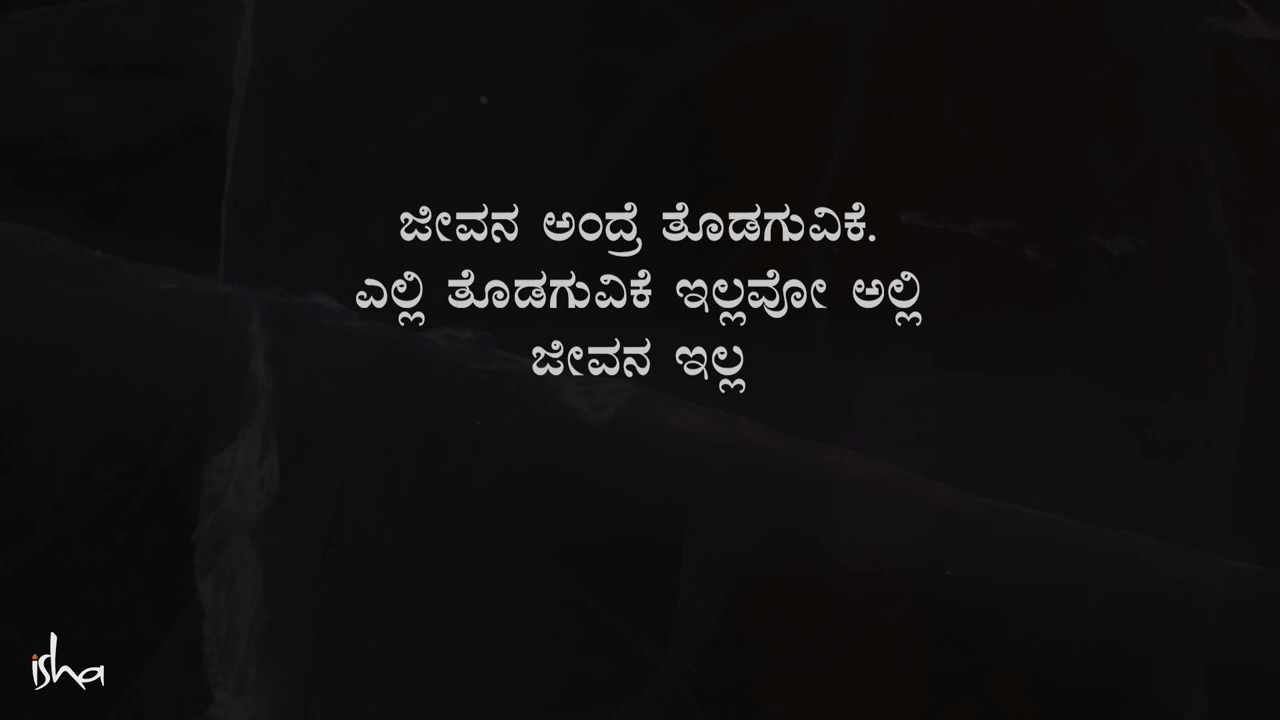 ಜೀವನ ಅಂದ್ರೆ ತೊಡಗುವಿಕೆ.
ಎಲ್ಲಿ ತೊಡಗುವಿಕೆ ಇಲ್ಲವೋ ಅಲ್ಲಿ
ಜೀವನ ಇಲ್ಲ
isha